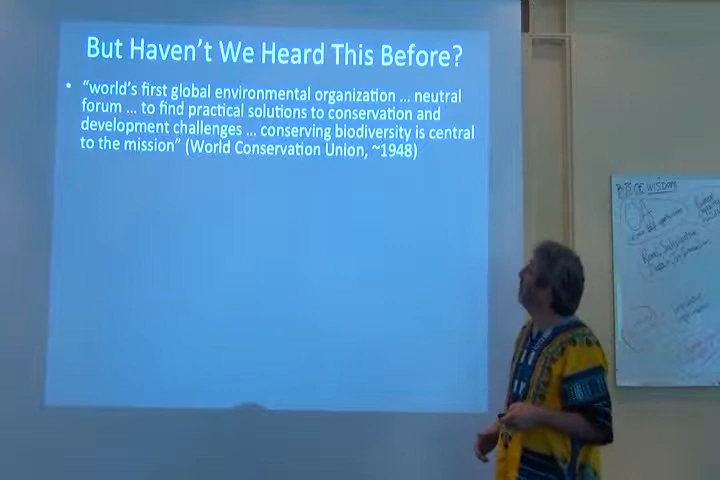 But Haven't We Heard This Before?
• "world's first global environmental organization ... neutral
forum ... to find practical solutions to conservation and
development challenges ... conserving biodiversity is central
to the mission" (World Conservation Union, ~1948)
OF WISDOM
OA